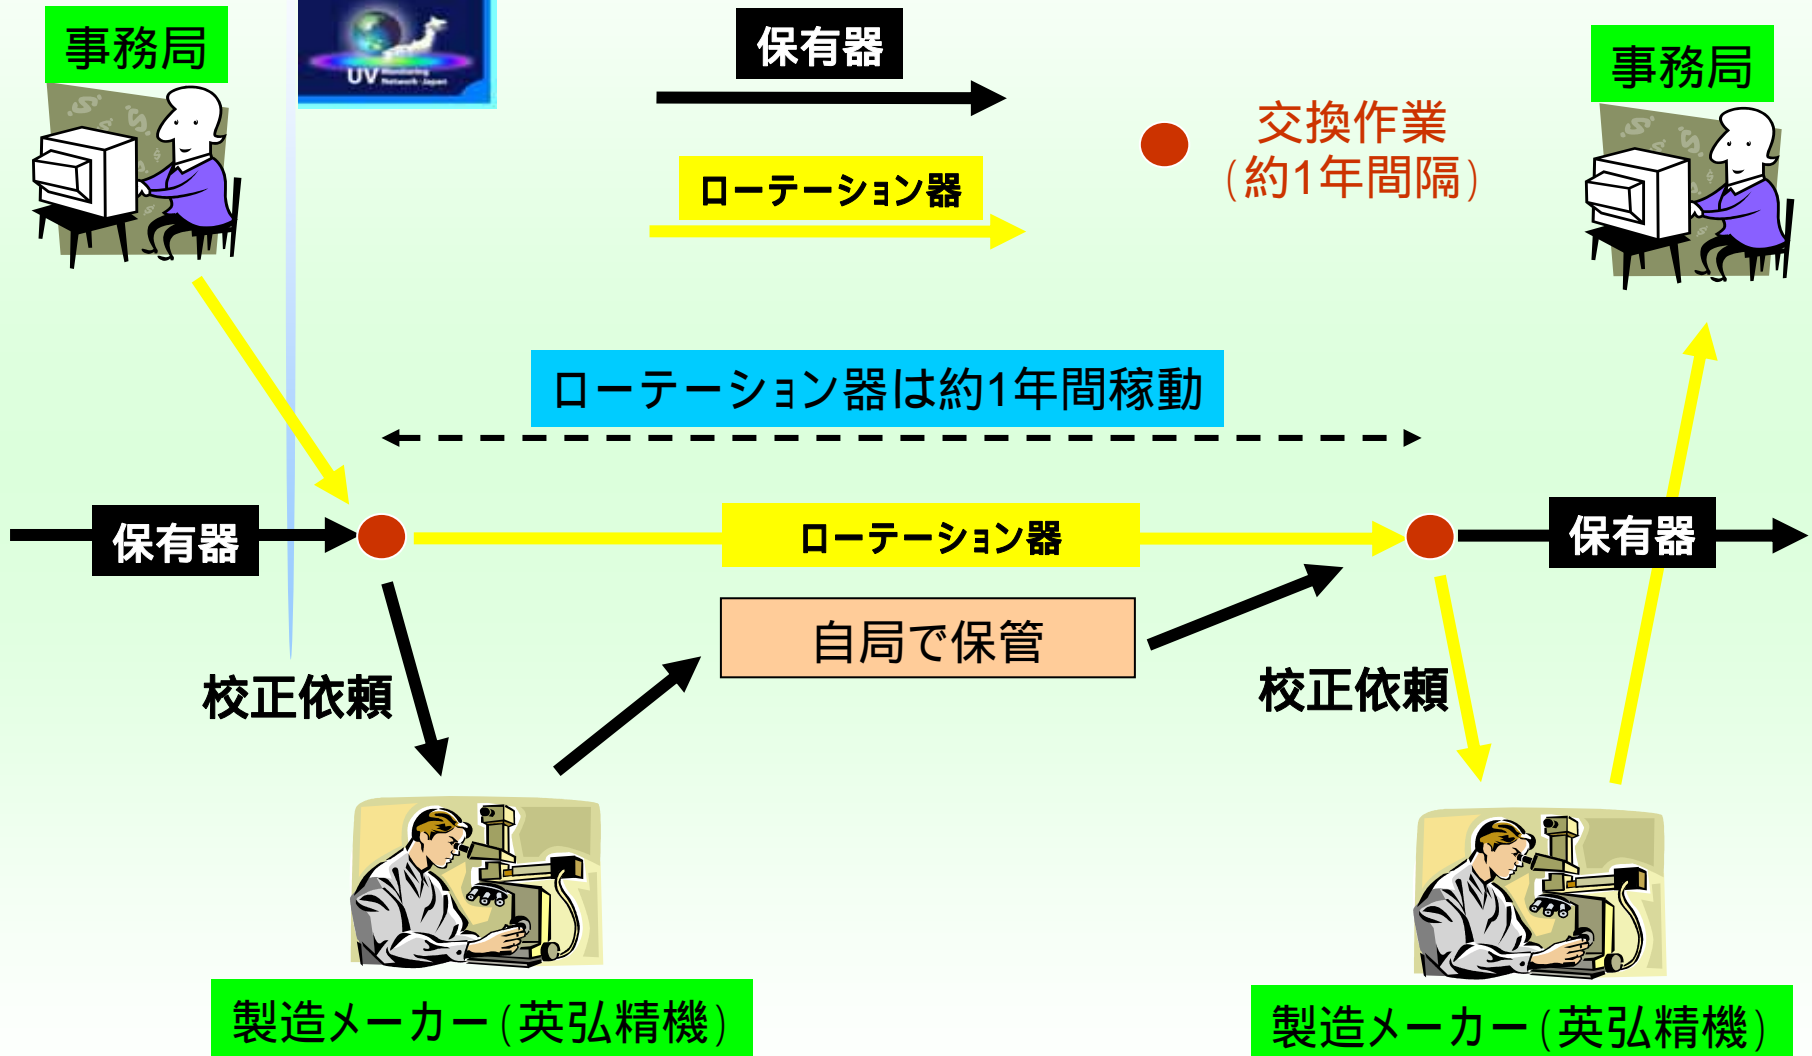 事務局
UV Monitoring
Network Japan
保有器
ローテーション器
交換作業
(約1年間隔)
事務局
ローテーション器は約1年間稼動
保有器
ローテーション器
保有器
自局で保管
校正依頼
校正依頼
製造メーカー(英弘精機)
製造メーカー(英弘精機)